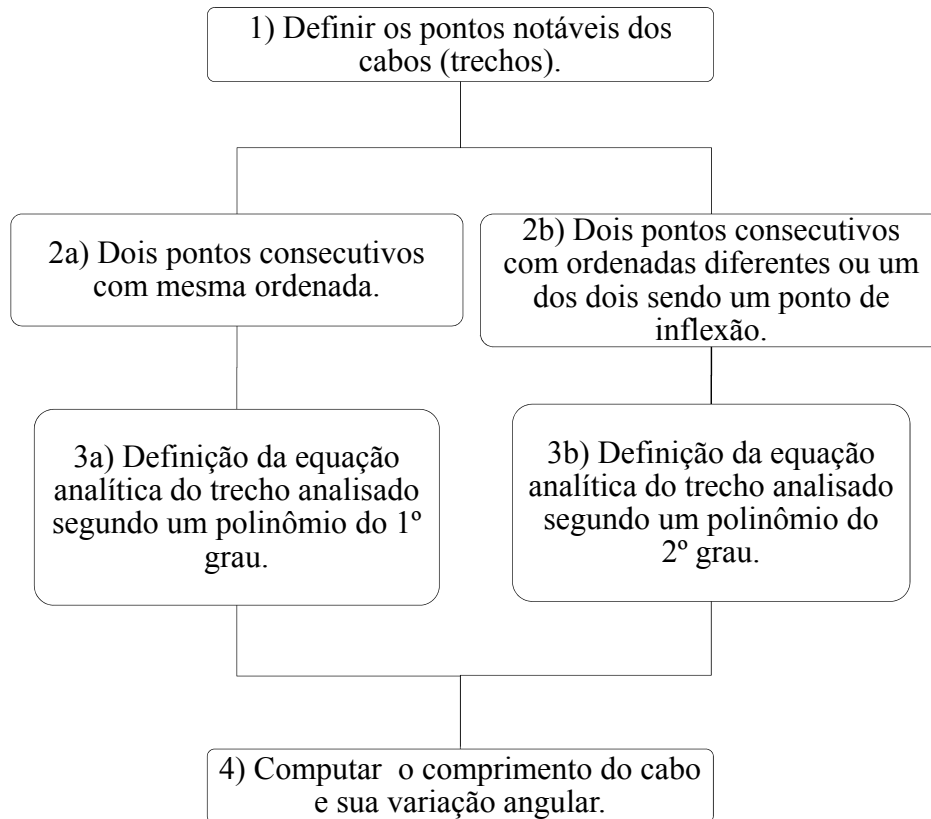 1) Definir os pontos notáveis dos
cabos (trechos).
2a) Dois pontos consecutivos
com mesma ordenada.
2b) Dois pontos consecutivos
com ordenadas diferentes ou um
dos dois sendo um ponto de
inflexão.
3a) Definição da equação
analítica do trecho analisado
segundo um polinômio do 1º
grau.
3b) Definição da equação
analítica do trecho analisado
segundo um polinômio do
2º grau.
4) Computar o comprimento do cabo
e sua variação angular.